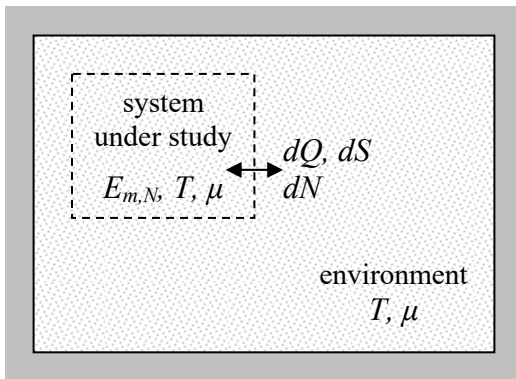 system
under study
E_{m,N}, T, μ
dQ, dS
dN
environment
T, μ